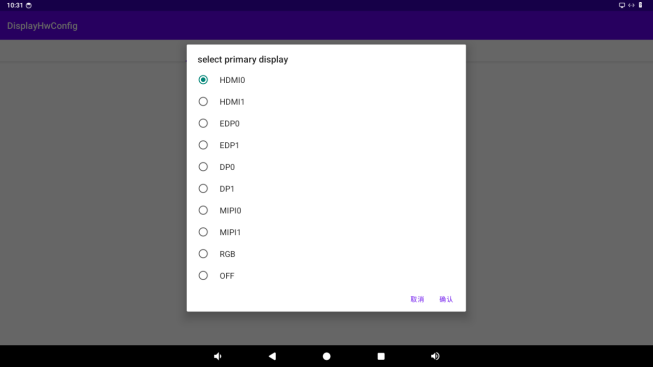 10:31
DisplayHwConfig
select primary display
HDMI0
HDMI1
EDP0
EDP1
DP0
DP1
MIPI0
MIPI1
RGB
OFF
取消 确认